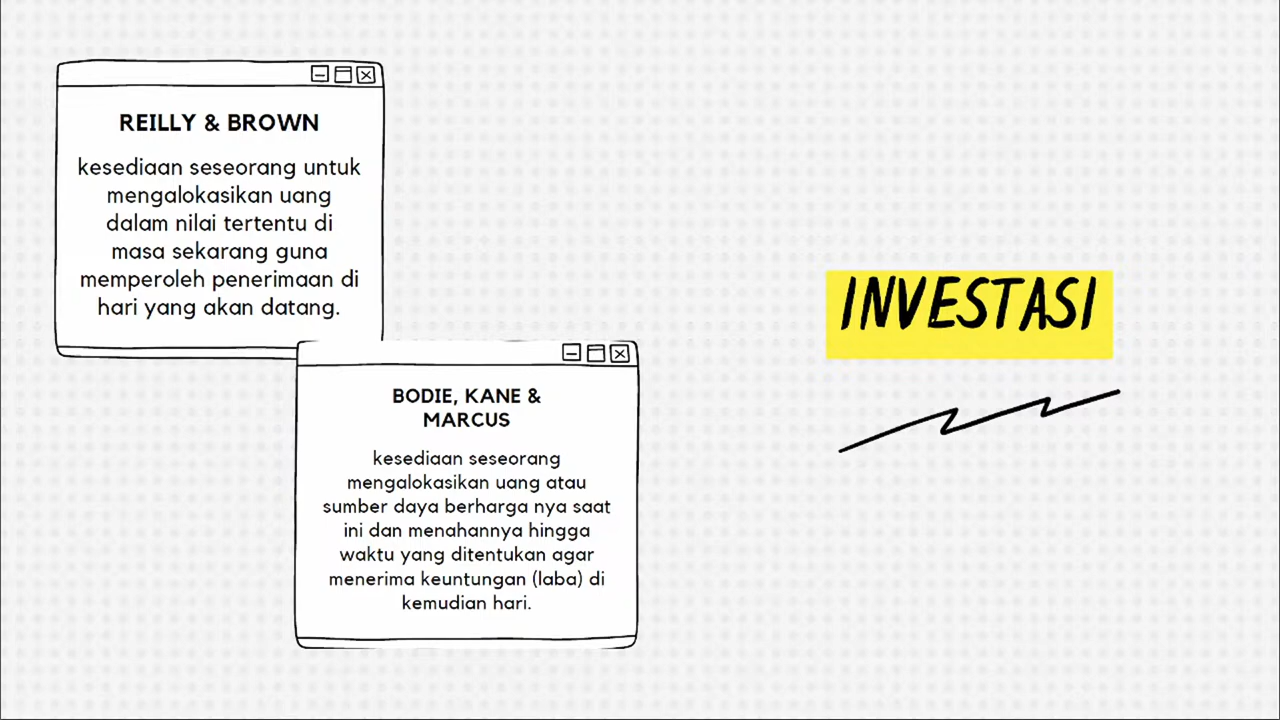 REILLY & BROWN
kesediaan seseorang untuk
mengalokasikan uang
dalam nilai tertentu di
masa sekarang guna
memperoleh penerimaan di
hari yang akan datang.
BODIE, KANE &
MARCUS
kesediaan seseorang
mengalokasikan uang atau
sumber daya berharga nya saat
ini dan menahannya hingga
waktu yang ditentukan agar
menerima keuntungan (laba) di
kemudian hari.
INVESTASI